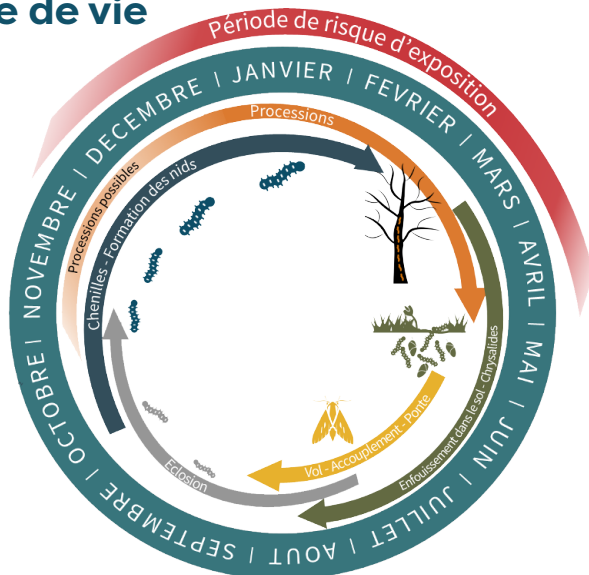 e de vie
Période de risque d'exposition
JANVIER | FEVRIER | MARS | AVRIL | MAI | JUIN | JUILLET | AOUT | SEPTEMBRE | OCTOBRE | NOVEMBRE | DECEMBRE |
Processions possibles
Processions
Chenilles - Formation des nids
Enfouissement dans le sol - Chrysalides
Vol - Accouplement - Ponte
Eclosion